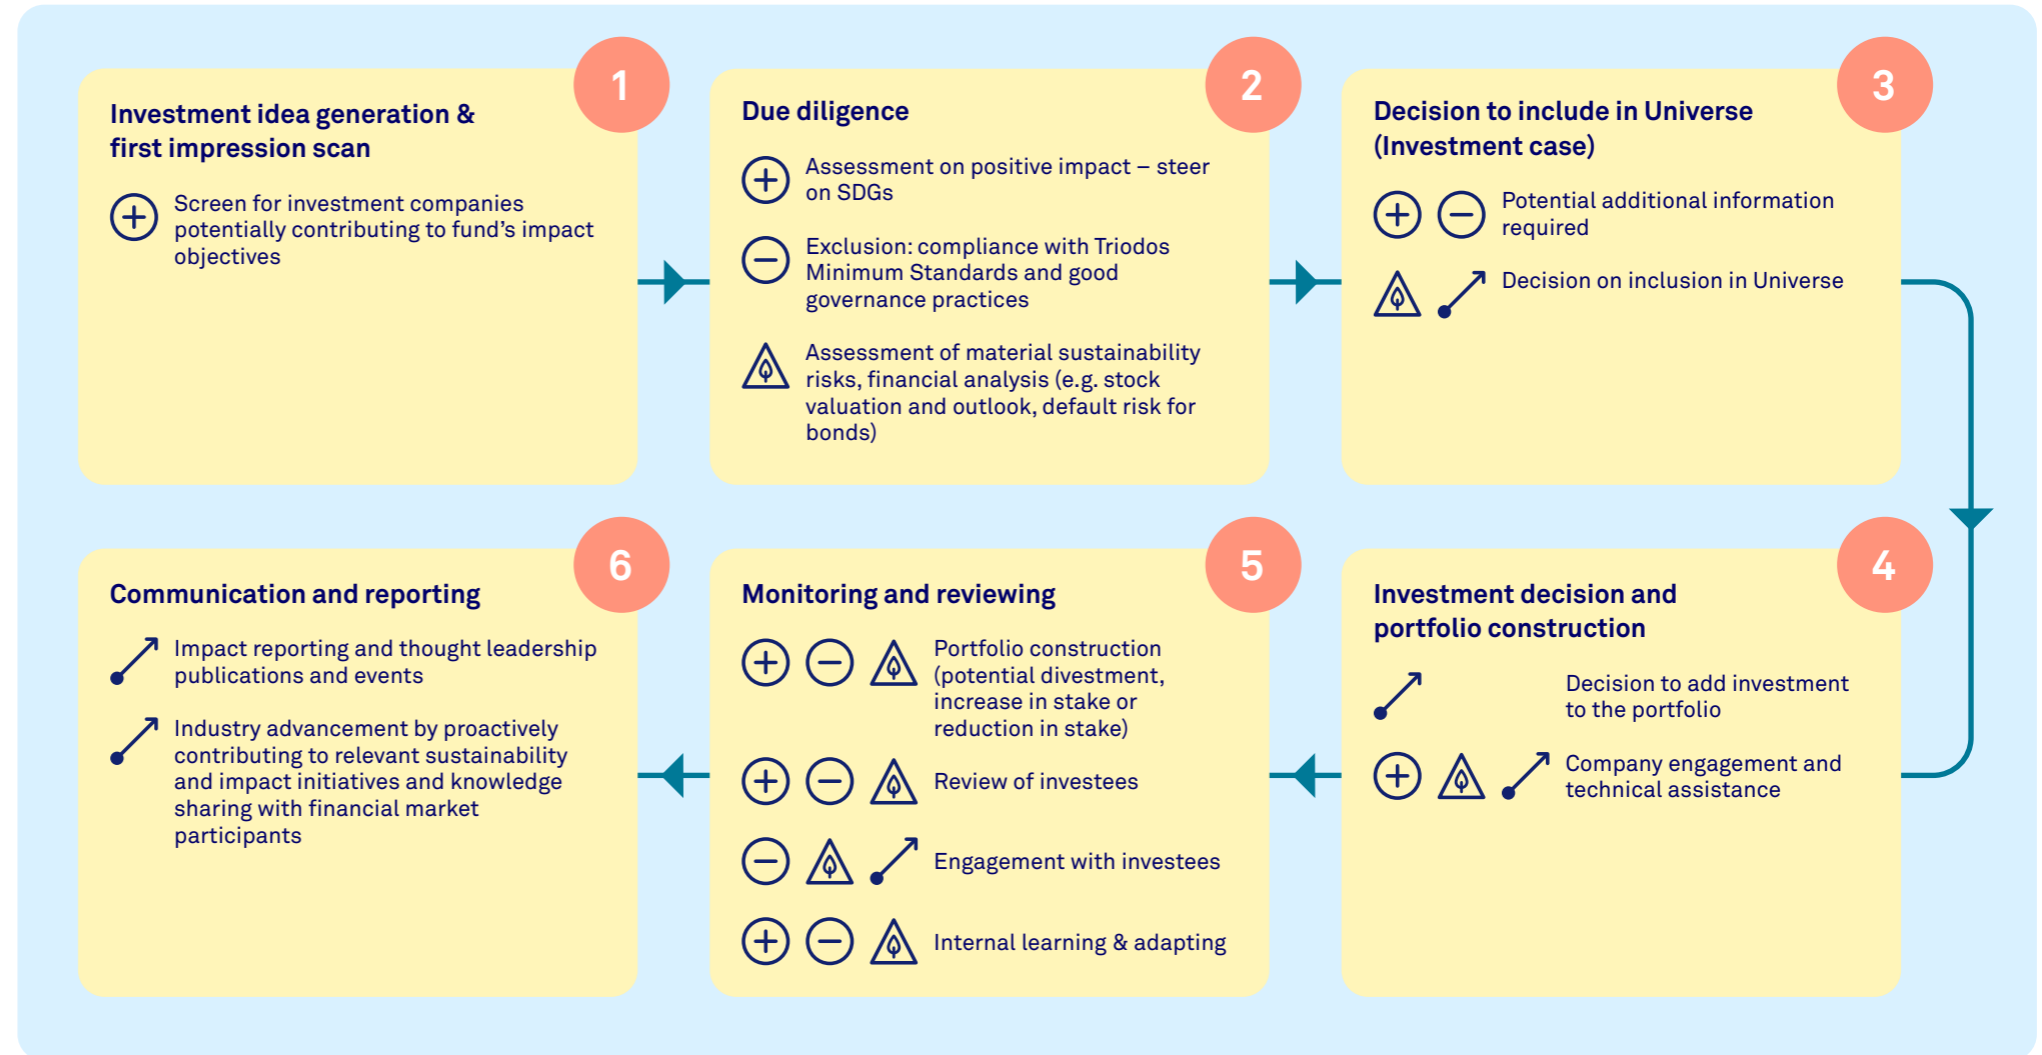 1
Investment idea generation &
first impression scan
Screen for investment companies
potentially contributing to fund's impact
objectives
2
Due diligence
Assessment on positive impact – steer
on SDGs
Exclusion: compliance with Triodos
Minimum Standards and good
governance practices
Assessment of material sustainability
risks, financial analysis (e.g. stock
valuation and outlook, default risk for
bonds)
3
Decision to include in Universe
(Investment case)
Potential additional information
required
Decision on inclusion in Universe
4
Investment decision and
portfolio construction
Decision to add investment
to the portfolio
Company engagement and
technical assistance
5
Monitoring and reviewing
Portfolio construction
(potential divestment,
increase in stake or
reduction in stake)
Review of investees
Engagement with investees
Internal learning & adapting
6
Communication and reporting
Impact reporting and thought leadership
publications and events
Industry advancement by proactively
contributing to relevant sustainability
and impact initiatives and knowledge
sharing with financial market
participants